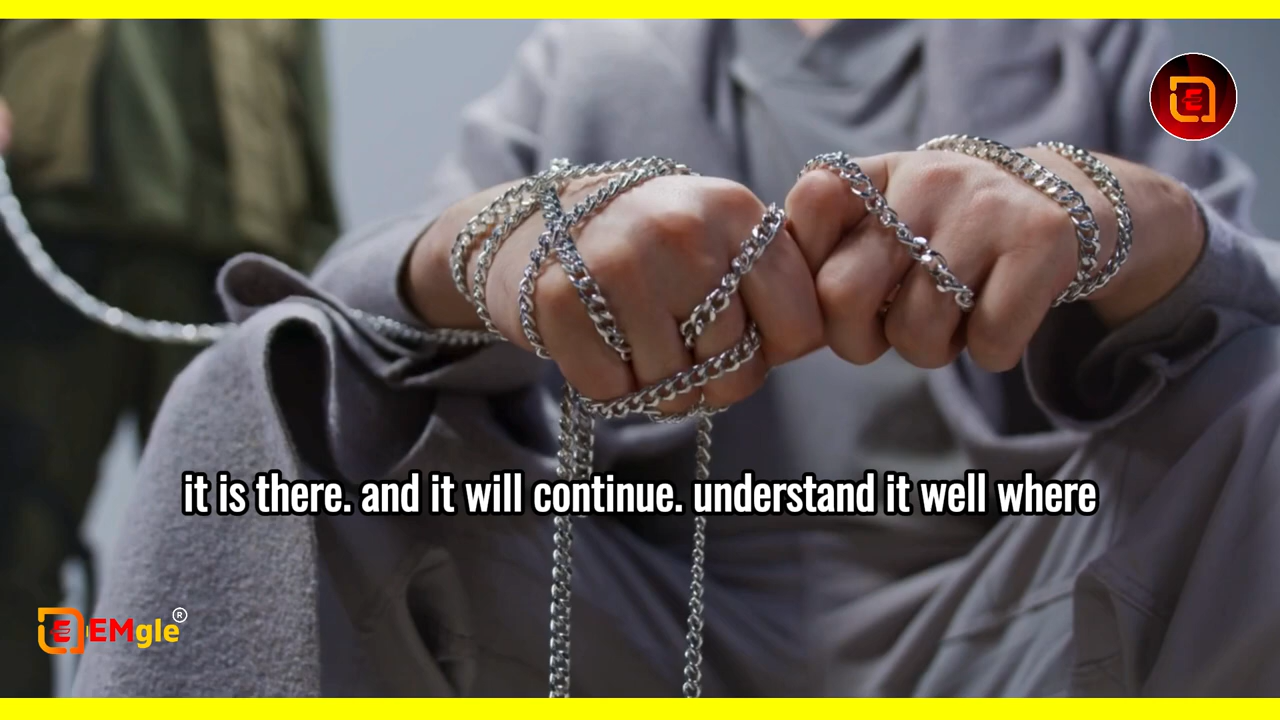 it is there. and it will continue. understand it well where
E
E EMgle ®